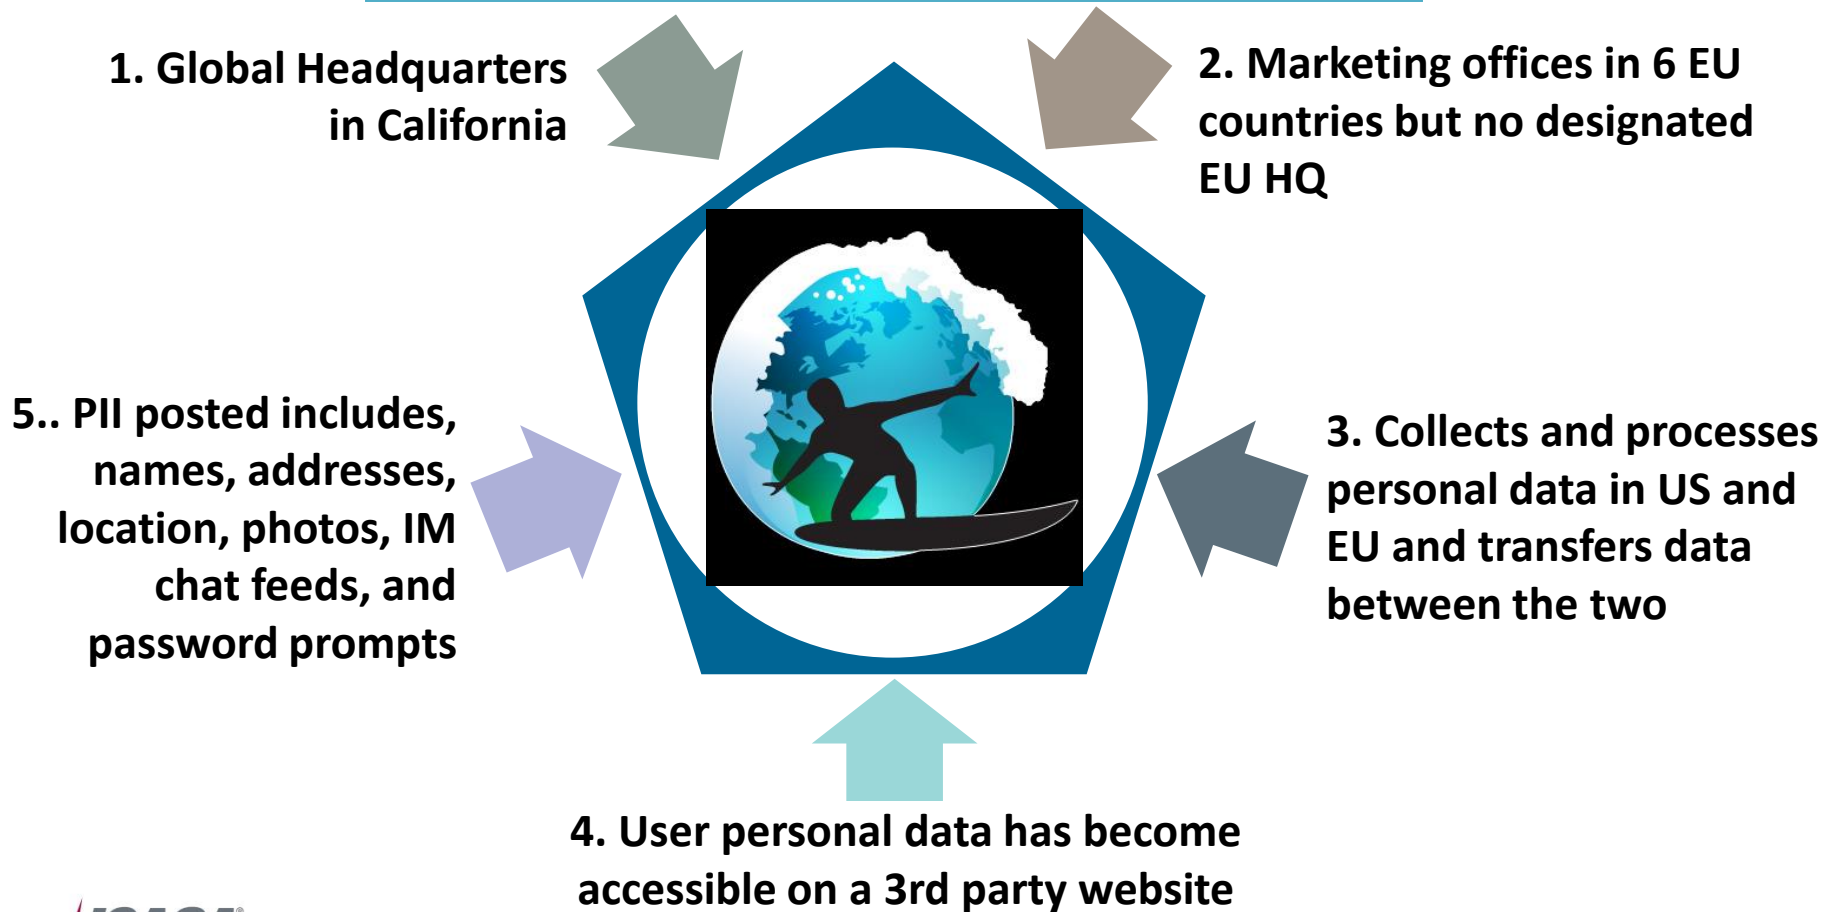 1. Global Headquarters
in California
2. Marketing offices in 6 EU
countries but no designated
EU HQ
3. Collects and processes
personal data in US and
EU and transfers data
between the two
4. User personal data has become
accessible on a 3rd party website
5.. PII posted includes,
names, addresses,
location, photos, IM
chat feeds, and
password prompts